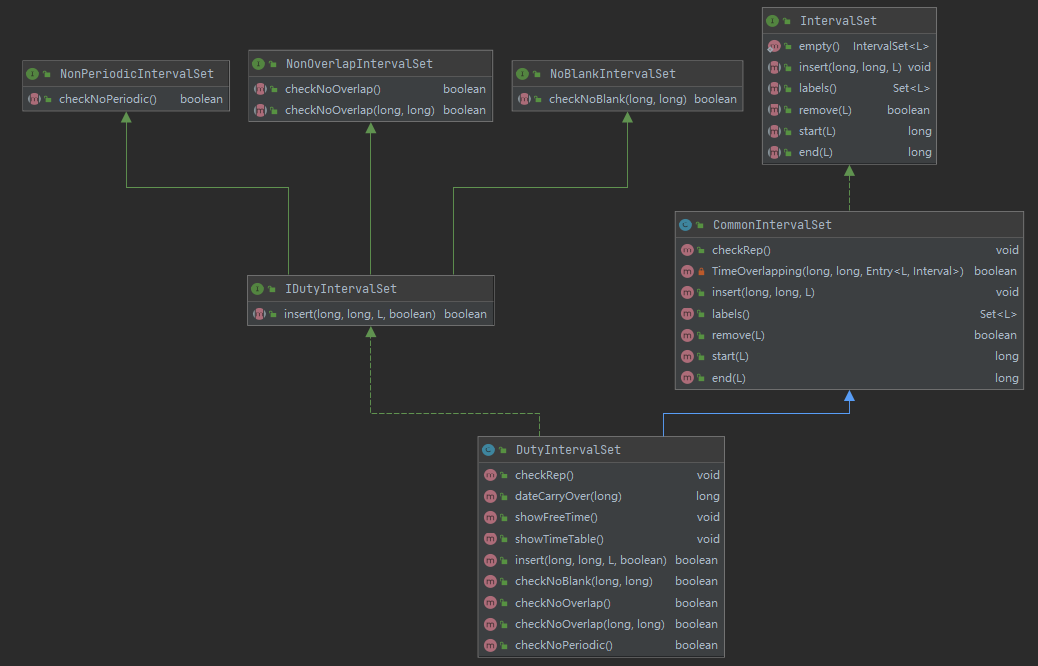 NonPeriodicIntervalSet
checkNoPeriodic() boolean
NonOverlapIntervalSet
checkNoOverlap() boolean
checkNoOverlap(long, long) boolean
NoBlankIntervalSet
checkNoBlank(long, long) boolean
IntervalSet
empty() IntervalSet<L>
insert(long, long, L) void
labels() Set<L>
remove(L) boolean
start(L) long
end(L) long
CommonIntervalSet
checkRep() void
TimeOverlapping(long, long, Entry<L, Interval>) boolean
insert(long, long, L) void
labels() Set<L>
remove(L) boolean
start(L) long
end(L) long
IDutyIntervalSet
insert(long, long, L, boolean) boolean
DutyIntervalSet
checkRep() void
dateCarryOver(long) long
showFreeTime() void
showTimeTable() void
insert(long, long, L, boolean) boolean
checkNoBlank(long, long) boolean
checkNoOverlap() boolean
checkNoOverlap(long, long) boolean
checkNoPeriodic() boolean